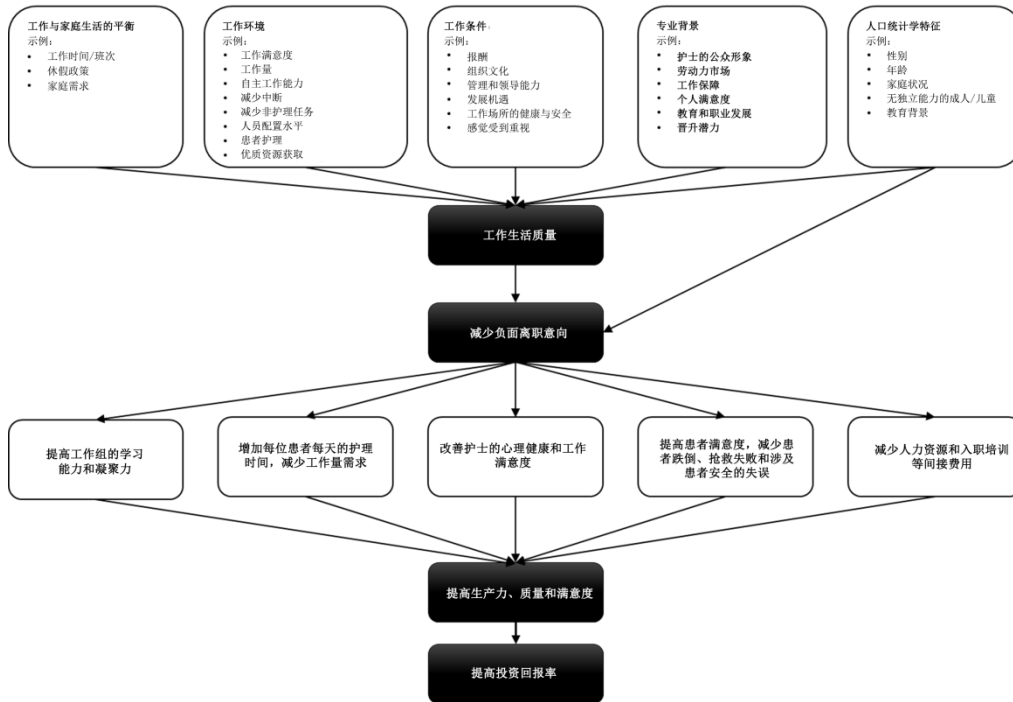 工作与家庭生活的平衡
示例：
• 工作时间/班次
• 休假政策
• 家庭需求
工作环境
示例：
• 工作满意度
• 工作量
• 自主工作能力
• 减少中断
• 减少非护理任务
• 人员配置水平
• 患者护理
• 优质资源获取
工作条件：
示例：
• 报酬
• 组织文化
• 管理和领导能力
• 发展机遇
• 工作场所的健康与安全
• 感觉受到重视
专业背景
示例：
• 护士的公众形象
• 劳动力市场
• 工作保障
• 个人满意度
• 教育和职业发展
• 晋升潜力
人口统计学特征
示例：
• 性别
• 年龄
• 家庭状况
• 无独立能力的成人/儿童
• 教育背景
工作生活质量
减少负面离职意向
提高工作组的学习
能力和凝聚力
增加每位患者每天的护理
时间，减少工作量需求
改善护士的心理健康和工作
满意度
提高患者满意度，减少患
者跌倒、抢救失败和涉及
患者安全的失误
减少人力资源和入职培训
等间接费用
提高生产力、质量和满意度
提高投资回报率